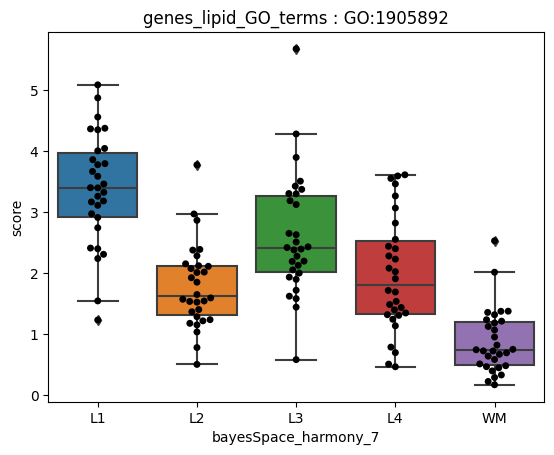 genes_lipid_GO_terms : GO:1905892
5
4
3
2
1
0
score
L1 L2 L3 L4 WM
bayesSpace_harmony_7